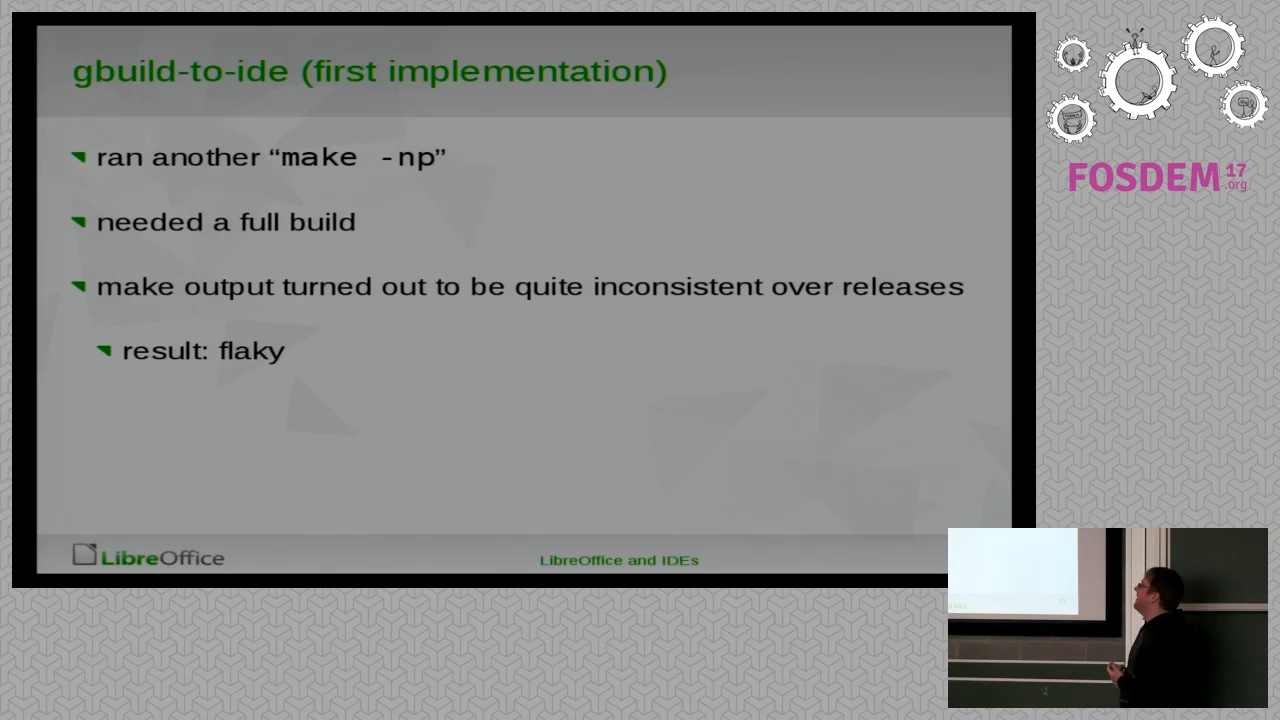 gbuild-to-ide (first implementation)
ran another “make -np”
needed a full build
make output turned out to be quite inconsistent over releases
result: flaky
LibreOffice
LibreOffice and IDEs
FOSDEM 17
.org